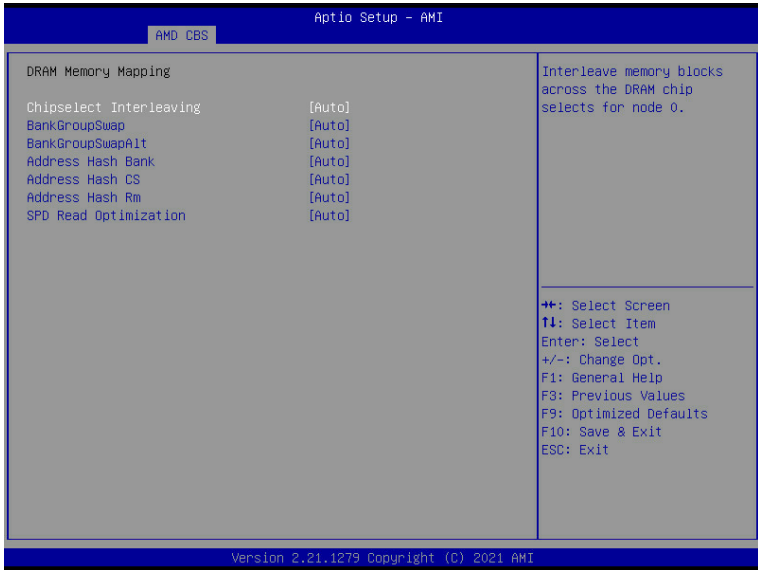 Aptio Setup – AMI
AMD CBS
DRAM Memory Mapping
Chipselect Interleaving [Auto]
BankGroupSwap [Auto]
BankGroupSwapAlt [Auto]
Address Hash Bank [Auto]
Address Hash CS [Auto]
Address Hash Rm [Auto]
SPD Read Optimization [Auto]
Interleave memory blocks
across the DRAM chip
selects for node 0.
→←: Select Screen
↑↓: Select Item
Enter: Select
+/-: Change Opt.
F1: General Help
F3: Previous Values
F9: Optimized Defaults
F10: Save & Exit
ESC: Exit
Version 2.21.1279 Copyright (C) 2021 AMI